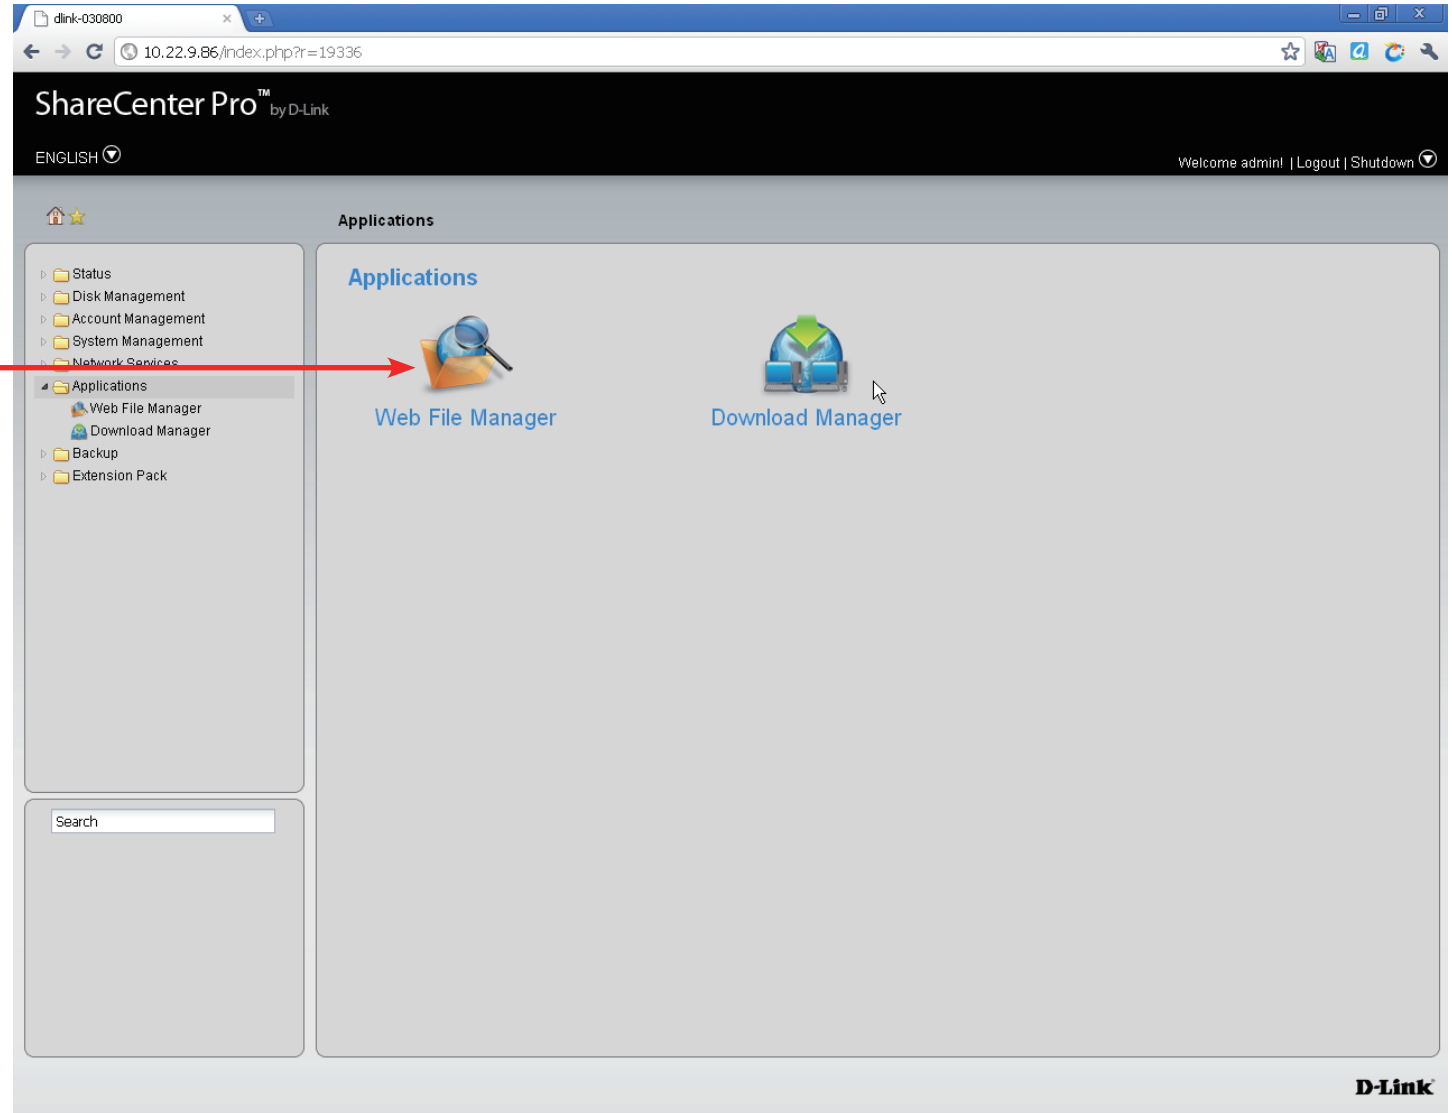 dlink-030800
10.22.9.86/index.php?r=19336
ShareCenter Pro™ by D-Link
ENGLISH
Welcome admin! | Logout | Shutdown
Applications
Status
Disk Management
Account Management
System Management
Network Services
Applications
Web File Manager
Download Manager
Backup
Extension Pack
Search
Applications
Web File Manager
Download Manager
D-Link